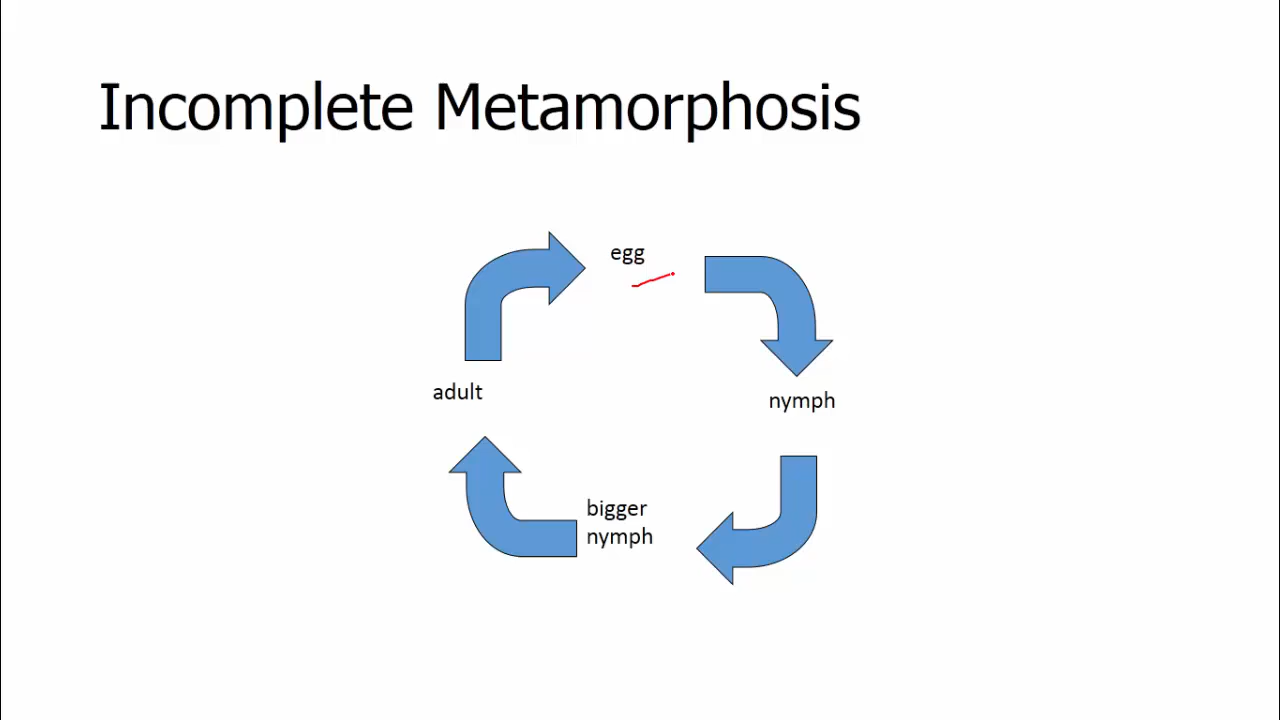 Incomplete Metamorphosis
egg
adult
nymph
bigger
nymph